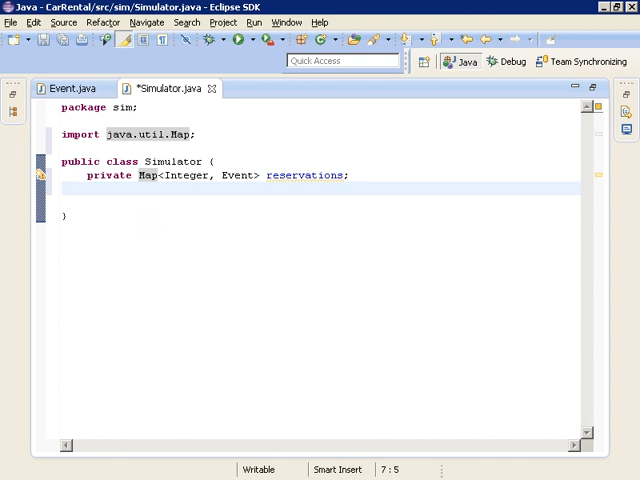 Java - CarRental/src/sim/Simulator.java - Eclipse SDK
File Edit Source Refactor Navigate Search Project Run Window Help
Quick Access
Java Debug Team Synchronizing
Event.java *Simulator.java
package sim;
import java.util.Map;
public class Simulator {
private Map<Integer, Event> reservations;
}
Writable Smart Insert 7 : 5